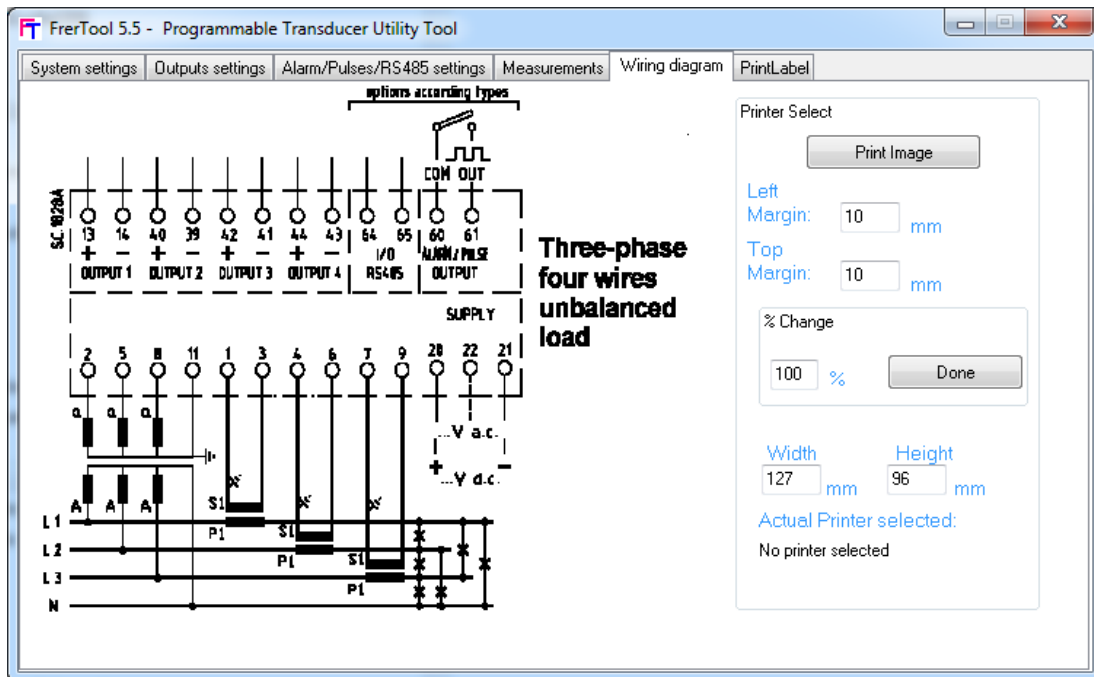 FrerTool 5.5 - Programmable Transducer Utility Tool
System settings Outputs settings Alarm/Pulses/RS485 settings Measurements Wiring diagram PrintLabel
options according types
COM OUT
S.C. 1828A
13 14 40 39 42 41 44 43 64 65 60 61
+ - + - + - + - I/O ALARM / PULSE
OUTPUT 1 OUTPUT 2 OUTPUT 3 OUTPUT 4 RS485 OUTPUT
SUPPLY
Three-phase
four wires
unbalanced
load
2 5 8 11 1 3 4 6 7 9 20 22 21
a a a
...V a.c.
+ -
...V d.c.
A A A S1
L1
P1 S1
L2
P1 S1
L3
P1
N
Printer Select
Print Image
Left
Margin: 10 mm
Top
Margin: 10 mm
% Change
100 % Done
Width Height
127 mm 96 mm
Actual Printer selected:
No printer selected